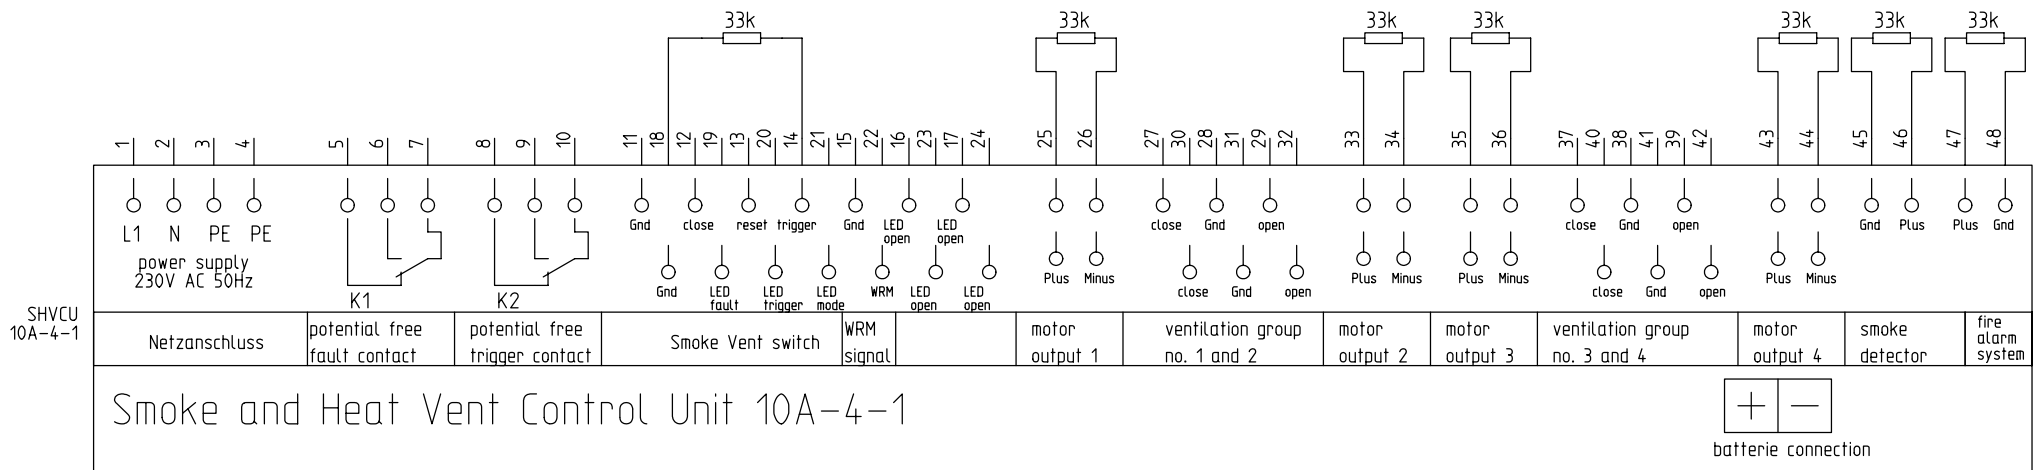 33k 33k 33k 33k 33k 33k 33k
1 2 3 4 5 6 7 8 9 10 11 18 12 19 13 20 14 21 15 22 16 23 17 24 25 26 27 30 28 31 29 32 33 34 35 36 37 40 38 41 39 42 43 44 45 46 47 48
L1 N PE PE
power supply
230V AC 50Hz
K1
K2
Gnd close reset trigger Gnd LED open LED open
Gnd LED fault LED trigger LED mode WRM LED open LED open
Plus Minus
close Gnd open
close Gnd open
Plus Minus
Plus Minus
close Gnd open
close Gnd open
Plus Minus
Gnd Plus
Plus Gnd
SHVCU
10A-4-1
Netzanschluss
potential free
fault contact
potential free
trigger contact
Smoke Vent switch
WRM
signal
motor
output 1
ventilation group
no. 1 and 2
motor
output 2
motor
output 3
ventilation group
no. 3 and 4
motor
output 4
smoke
detector
fire
alarm
system
Smoke and Heat Vent Control Unit 10A-4-1
+ −
batterie connection